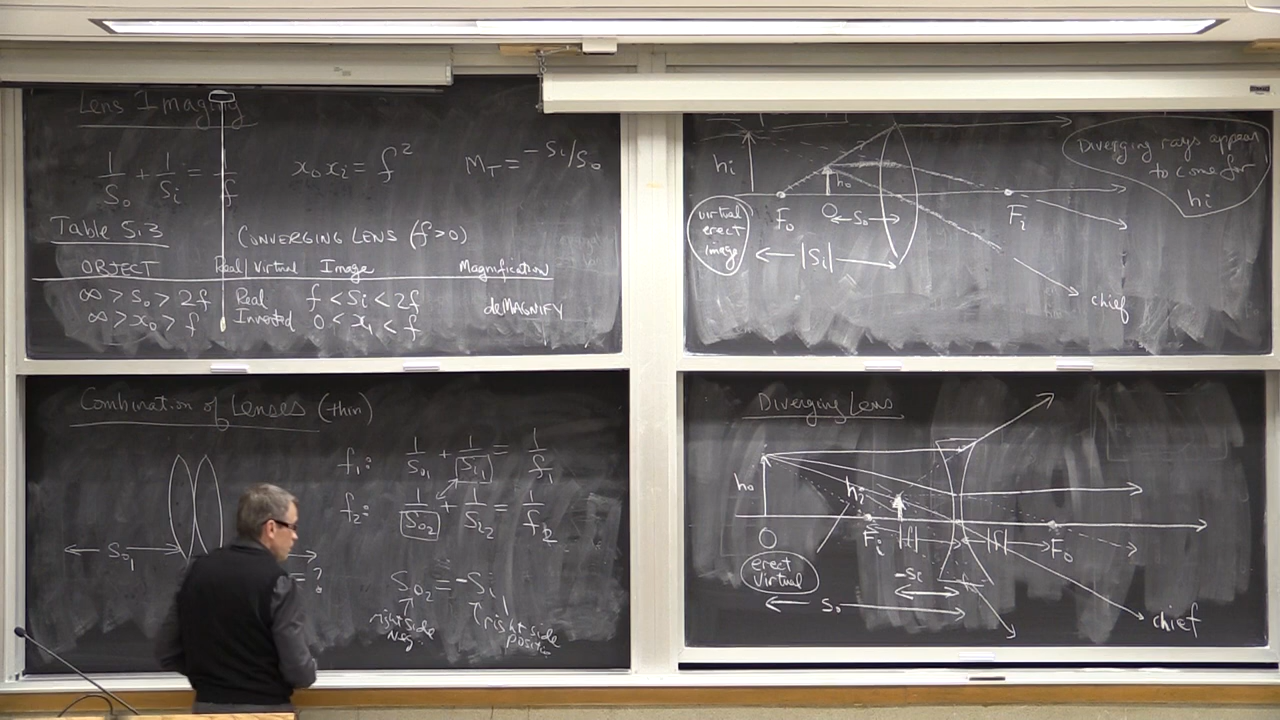 Lens Imaging
1/So + 1/Si = 1/f
xoxi = f²
MT = -Si/So
Table 5.3
CONVERGING LENS (f>0)
OBJECT Real/Virtual Image Magnification
∞ > So > 2f Real f < Si < 2f deMAGNIFY
∞ > xo > f Inverted 0 < xi < f
Combination of Lenses (thin)
f1: 1/So1 + 1/Si1 = 1/f1
f2: 1/So2 + 1/Si2 = 1/f2
So1
= ?
So2 = -Si1
right side
Neg.
right side
positiv
Diverging rays appear
to come for
hi
hi
ho
Fo
O
So
Fi
virtual
erect
image
|Si|
chief
Diverging Lens
ho
hi
O
Fi
|f|
|f|
Fo
erect
Virtual
-Si
So
chief